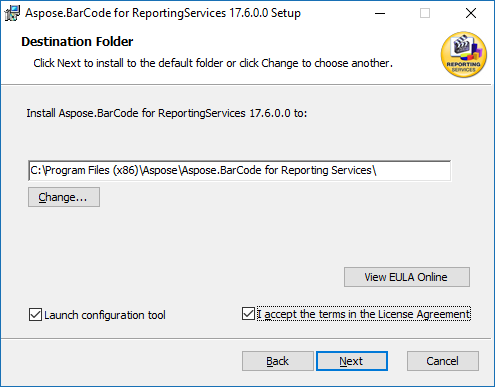 Aspose.BarCode for ReportingServices 17.6.0.0 Setup
Destination Folder
Click Next to install to the default folder or click Change to choose another.
REPORTING
SERVICES
Install Aspose.BarCode for ReportingServices 17.6.0.0 to:
C:\Program Files (x86)\Aspose\Aspose.BarCode for Reporting Services\
Change...
View EULA Online
Launch configuration tool
I accept the terms in the License Agreement
Back
Next
Cancel